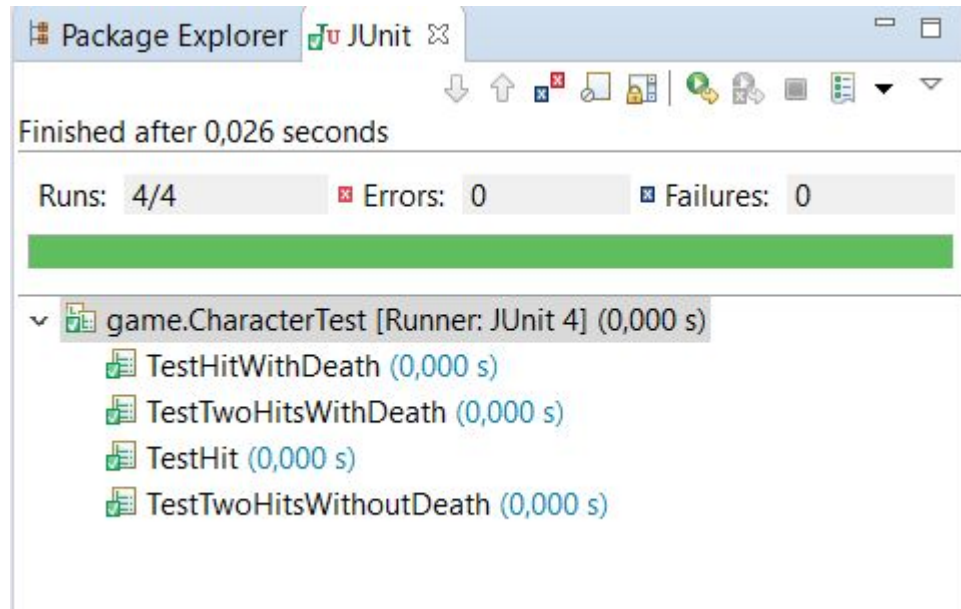 Package Explorer JUnit
Finished after 0,026 seconds
Runs: 4/4 Errors: 0 Failures: 0
game.CharacterTest [Runner: JUnit 4] (0,000 s)
TestHitWithDeath (0,000 s)
TestTwoHitsWithDeath (0,000 s)
TestHit (0,000 s)
TestTwoHitsWithoutDeath (0,000 s)